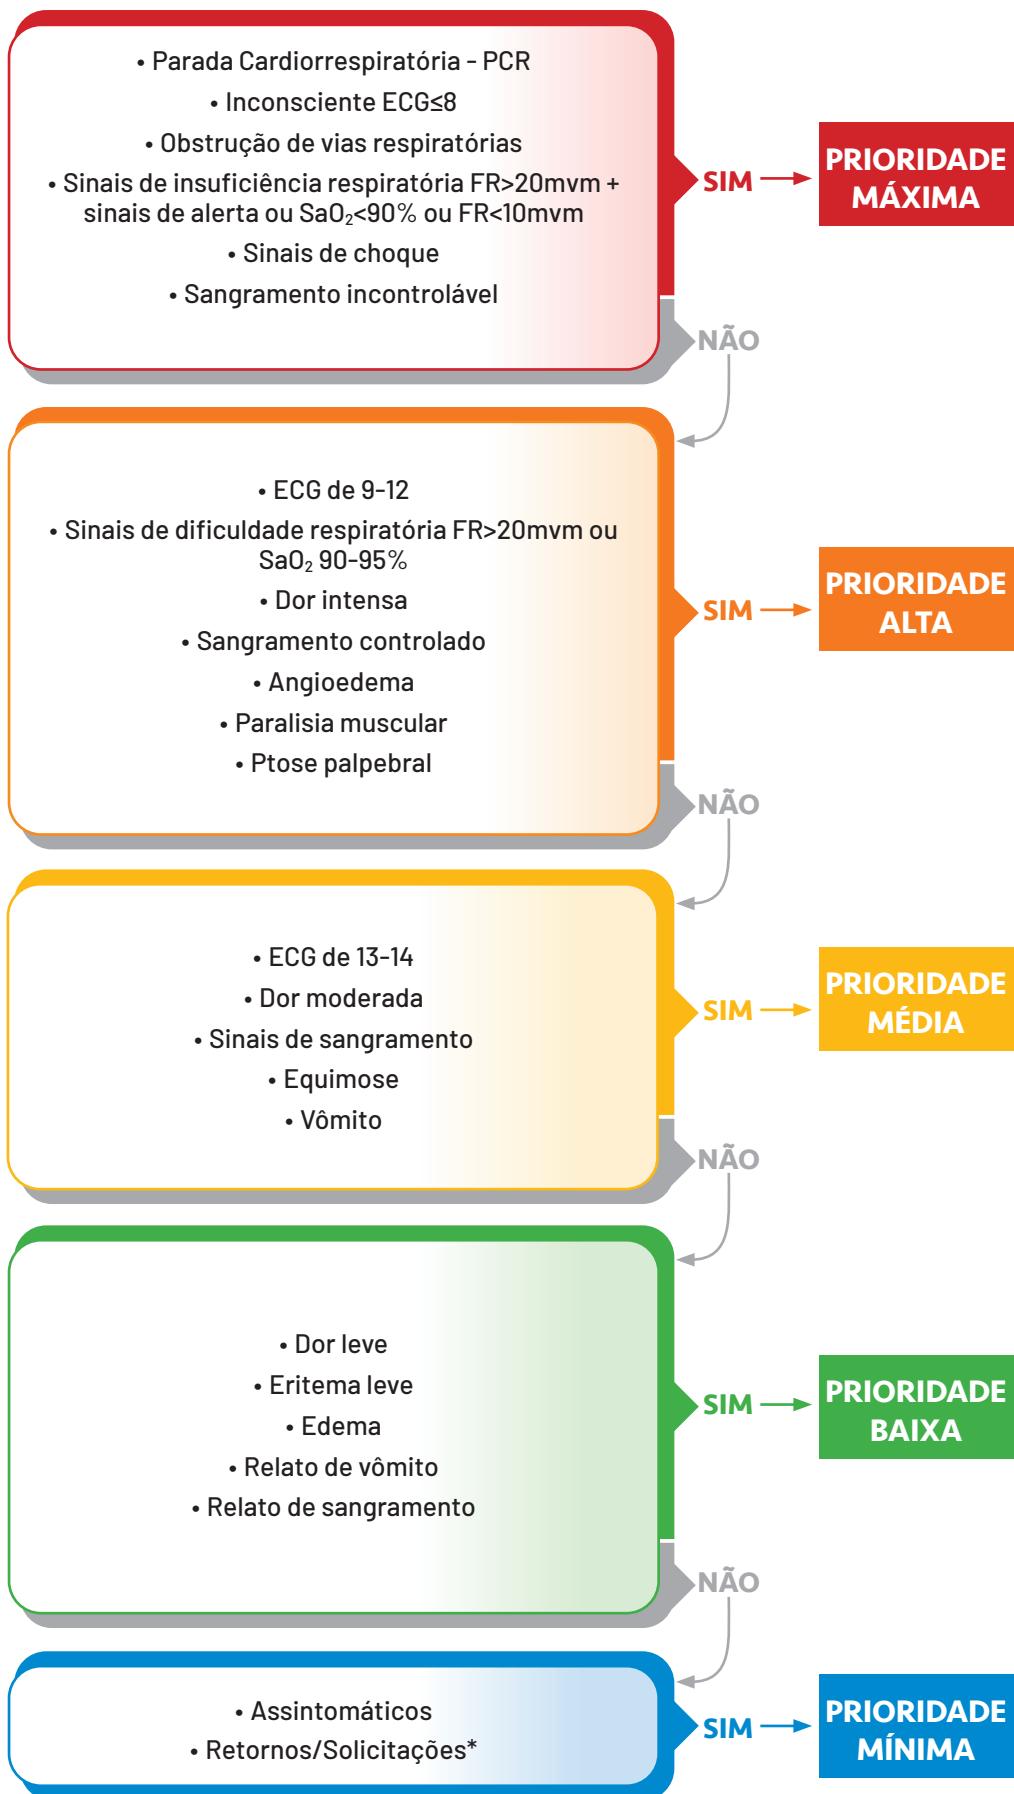 • Parada Cardiorrespiratória - PCR
• Inconsciente ECG≤8
• Obstrução de vias respiratórias
• Sinais de insuficiência respiratória FR>20mvm +
sinais de alerta ou SaO₂<90% ou FR<10mvm
• Sinais de choque
• Sangramento incontrolável
SIM
PRIORIDADE
MÁXIMA
NÃO
• ECG de 9-12
• Sinais de dificuldade respiratória FR>20mvm ou
SaO₂ 90-95%
• Dor intensa
• Sangramento controlado
• Angioedema
• Paralisia muscular
• Ptose palpebral
SIM
PRIORIDADE
ALTA
NÃO
• ECG de 13-14
• Dor moderada
• Sinais de sangramento
• Equimose
• Vômito
SIM
PRIORIDADE
MÉDIA
NÃO
• Dor leve
• Eritema leve
• Edema
• Relato de vômito
• Relato de sangramento
SIM
PRIORIDADE
BAIXA
NÃO
• Assintomáticos
• Retornos/Solicitações*
SIM
PRIORIDADE
MÍNIMA